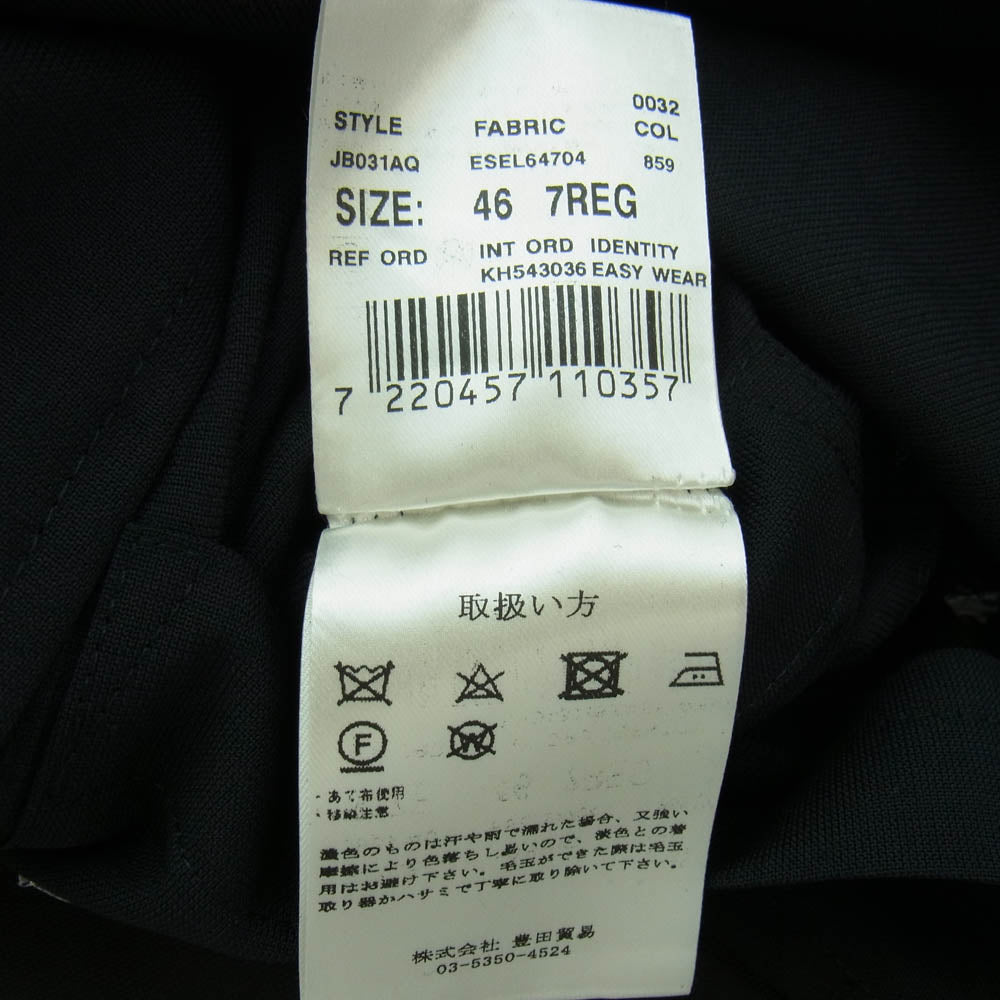 0032
STYLE FABRIC COL
JB031AQ ESEL64704 859
SIZE: 46 7REG
REF ORD INT ORD IDENTITY
KH543036 EASY WEAR
7 220457 110357
取扱い方
F W
・あて布使用
・移染注意
濃色のものは汗や雨で濡れた場合、又強い
摩擦により色落ちし易いので、淡色との着
用はお避け下さい。毛玉ができた際は毛玉
取り器かハサミで丁寧に取り除いて下さい。
株式会社 豊田貿易
03-5350-4524